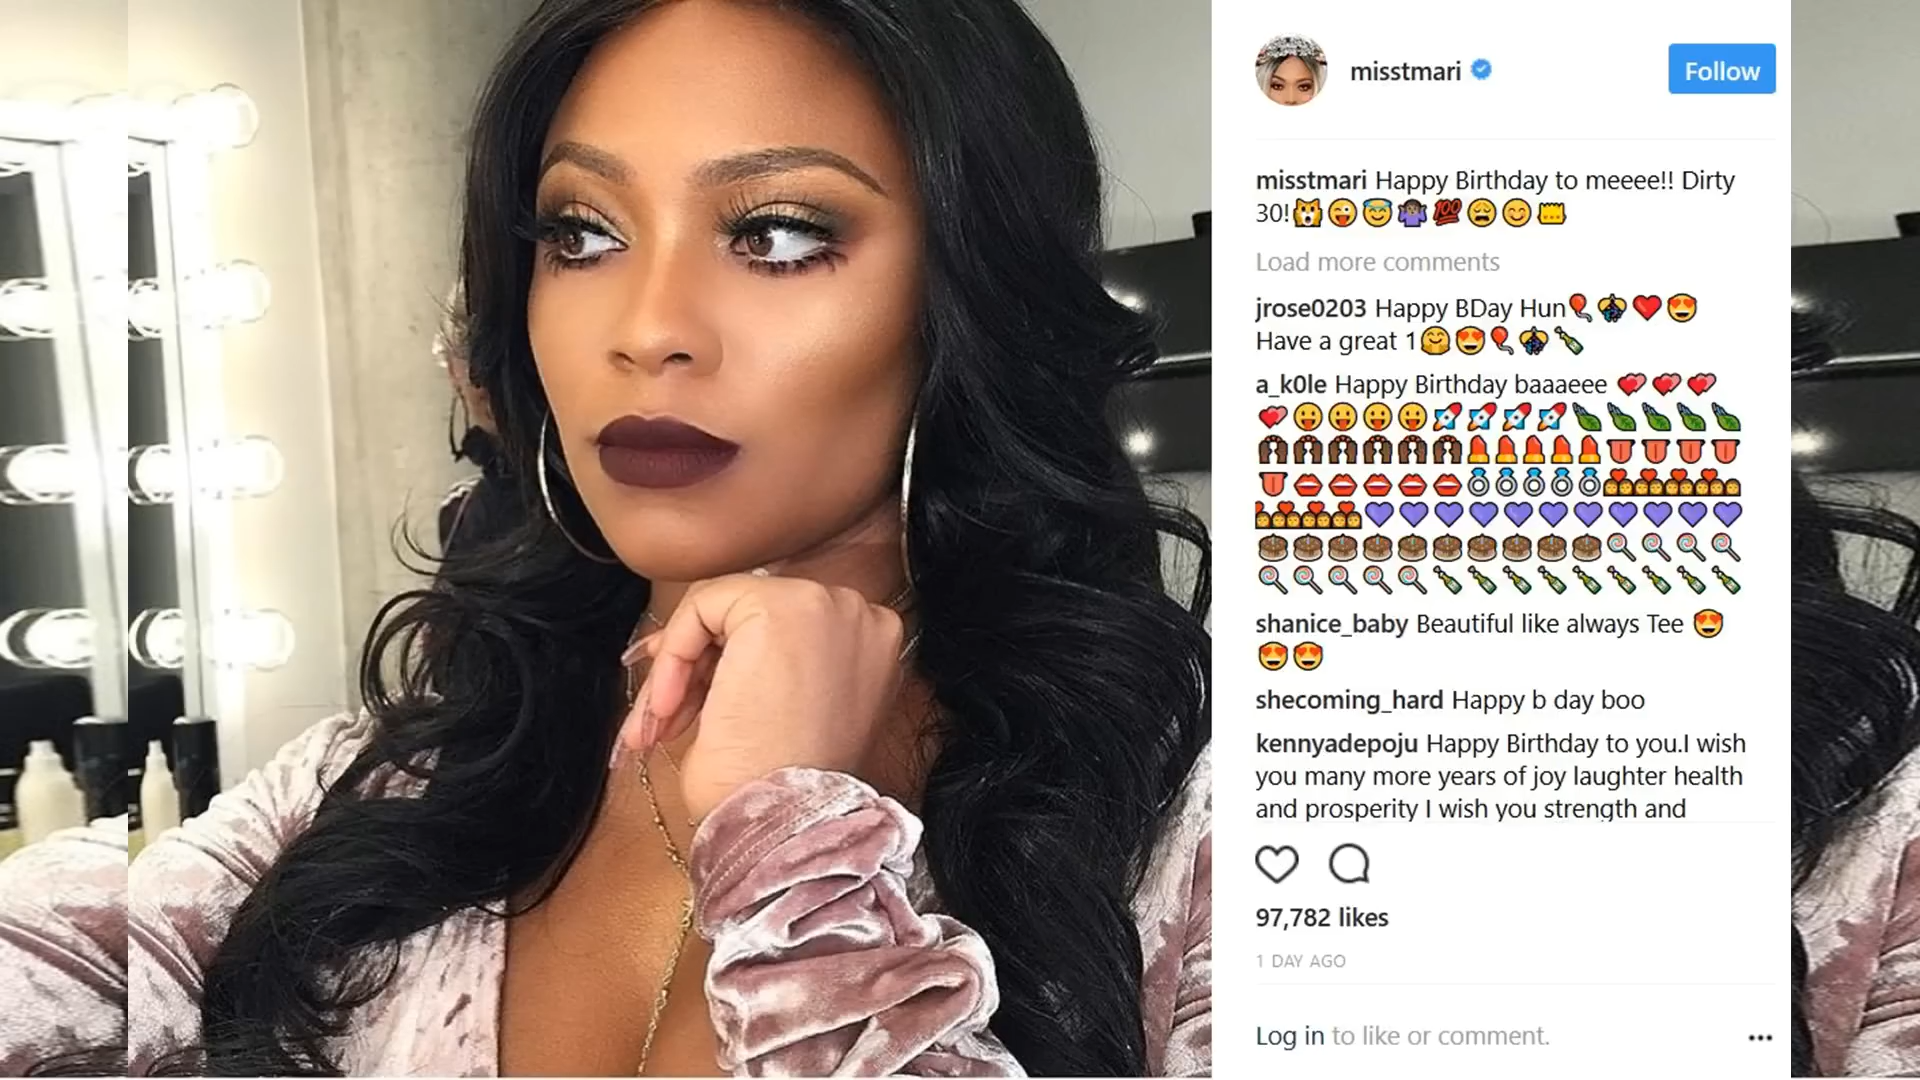 misstmari
Follow
misstmari Happy Birthday to meeee!! Dirty
30!🙀😜😇🤷🏽‍♀️💯😩😊👑
Load more comments
jrose0203 Happy BDay Hun🎈🎊❤️😍
Have a great 1🤗😍🎈🎊🍾
a_k0le Happy Birthday baaaeee 💕💕💕
💕😛😛😛😛🚀🚀🚀🚀🍃🍃🍃🍃🍃
💇🏾💇🏾💇🏾💇🏾💇🏾💇🏾💄💄💄💄👅👅👅👅
👅👄👄👄👄👄💍💍💍💍💑💑💑💑
💑💑💑💜💜💜💜💜💜💜💜💜💜💜
🎂🎂🎂🎂🎂🎂🎂🎂🎂🎂🍭🍭🍭🍭
🍭🍭🍭🍭🍭🍾🍾🍾🍾🍾🍾🍾🍾🍾
shanice_baby Beautiful like always Tee 😍
😍😍
shecoming_hard Happy b day boo
kennyadepoju Happy Birthday to you.I wish
you many more years of joy laughter health
and prosperity I wish you strength and
97,782 likes
1 DAY AGO
Log in to like or comment.